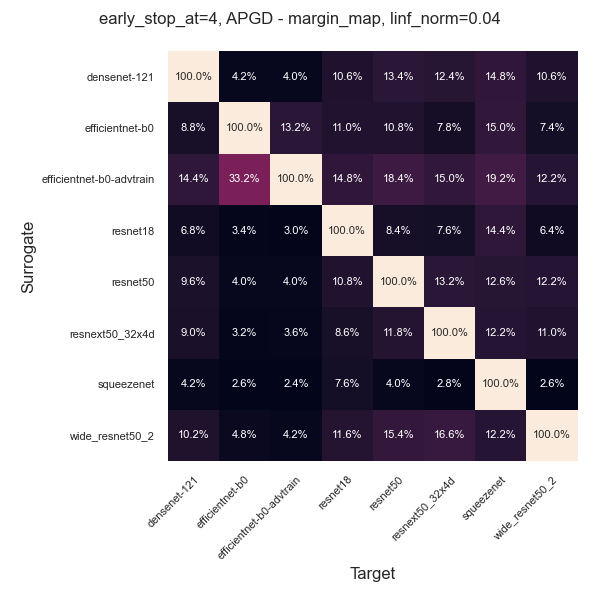 early_stop_at=4, APGD - margin_map, linf_norm=0.04
Surrogate
densenet-121 100.0% 4.2% 4.0% 10.6% 13.4% 12.4% 14.8% 10.6%
efficientnet-b0 8.8% 100.0% 13.2% 11.0% 10.8% 7.8% 15.0% 7.4%
efficientnet-b0-advtrain 14.4% 33.2% 100.0% 14.8% 18.4% 15.0% 19.2% 12.2%
resnet18 6.8% 3.4% 3.0% 100.0% 8.4% 7.6% 14.4% 6.4%
resnet50 9.6% 4.0% 4.0% 10.8% 100.0% 13.2% 12.6% 12.2%
resnext50_32x4d 9.0% 3.2% 3.6% 8.6% 11.8% 100.0% 12.2% 11.0%
squeezenet 4.2% 2.6% 2.4% 7.6% 4.0% 2.8% 100.0% 2.6%
wide_resnet50_2 10.2% 4.8% 4.2% 11.6% 15.4% 16.6% 12.2% 100.0%
densenet-121
efficientnet-b0
efficientnet-b0-advtrain
resnet18
resnet50
resnext50_32x4d
squeezenet
wide_resnet50_2
Target